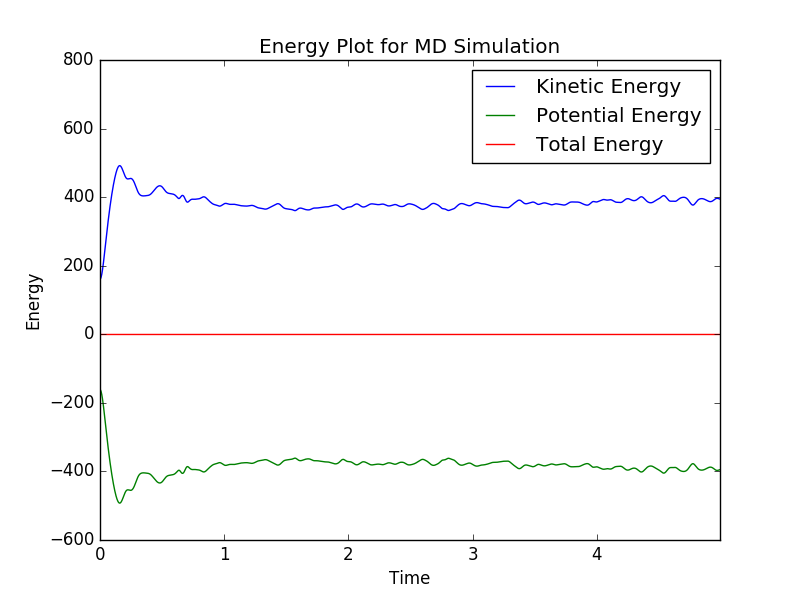 Energy Plot for MD Simulation
800
600
400
200
0
−200
−400
−600
Energy
Kinetic Energy
Potential Energy
Total Energy
0 1 2 3 4
Time